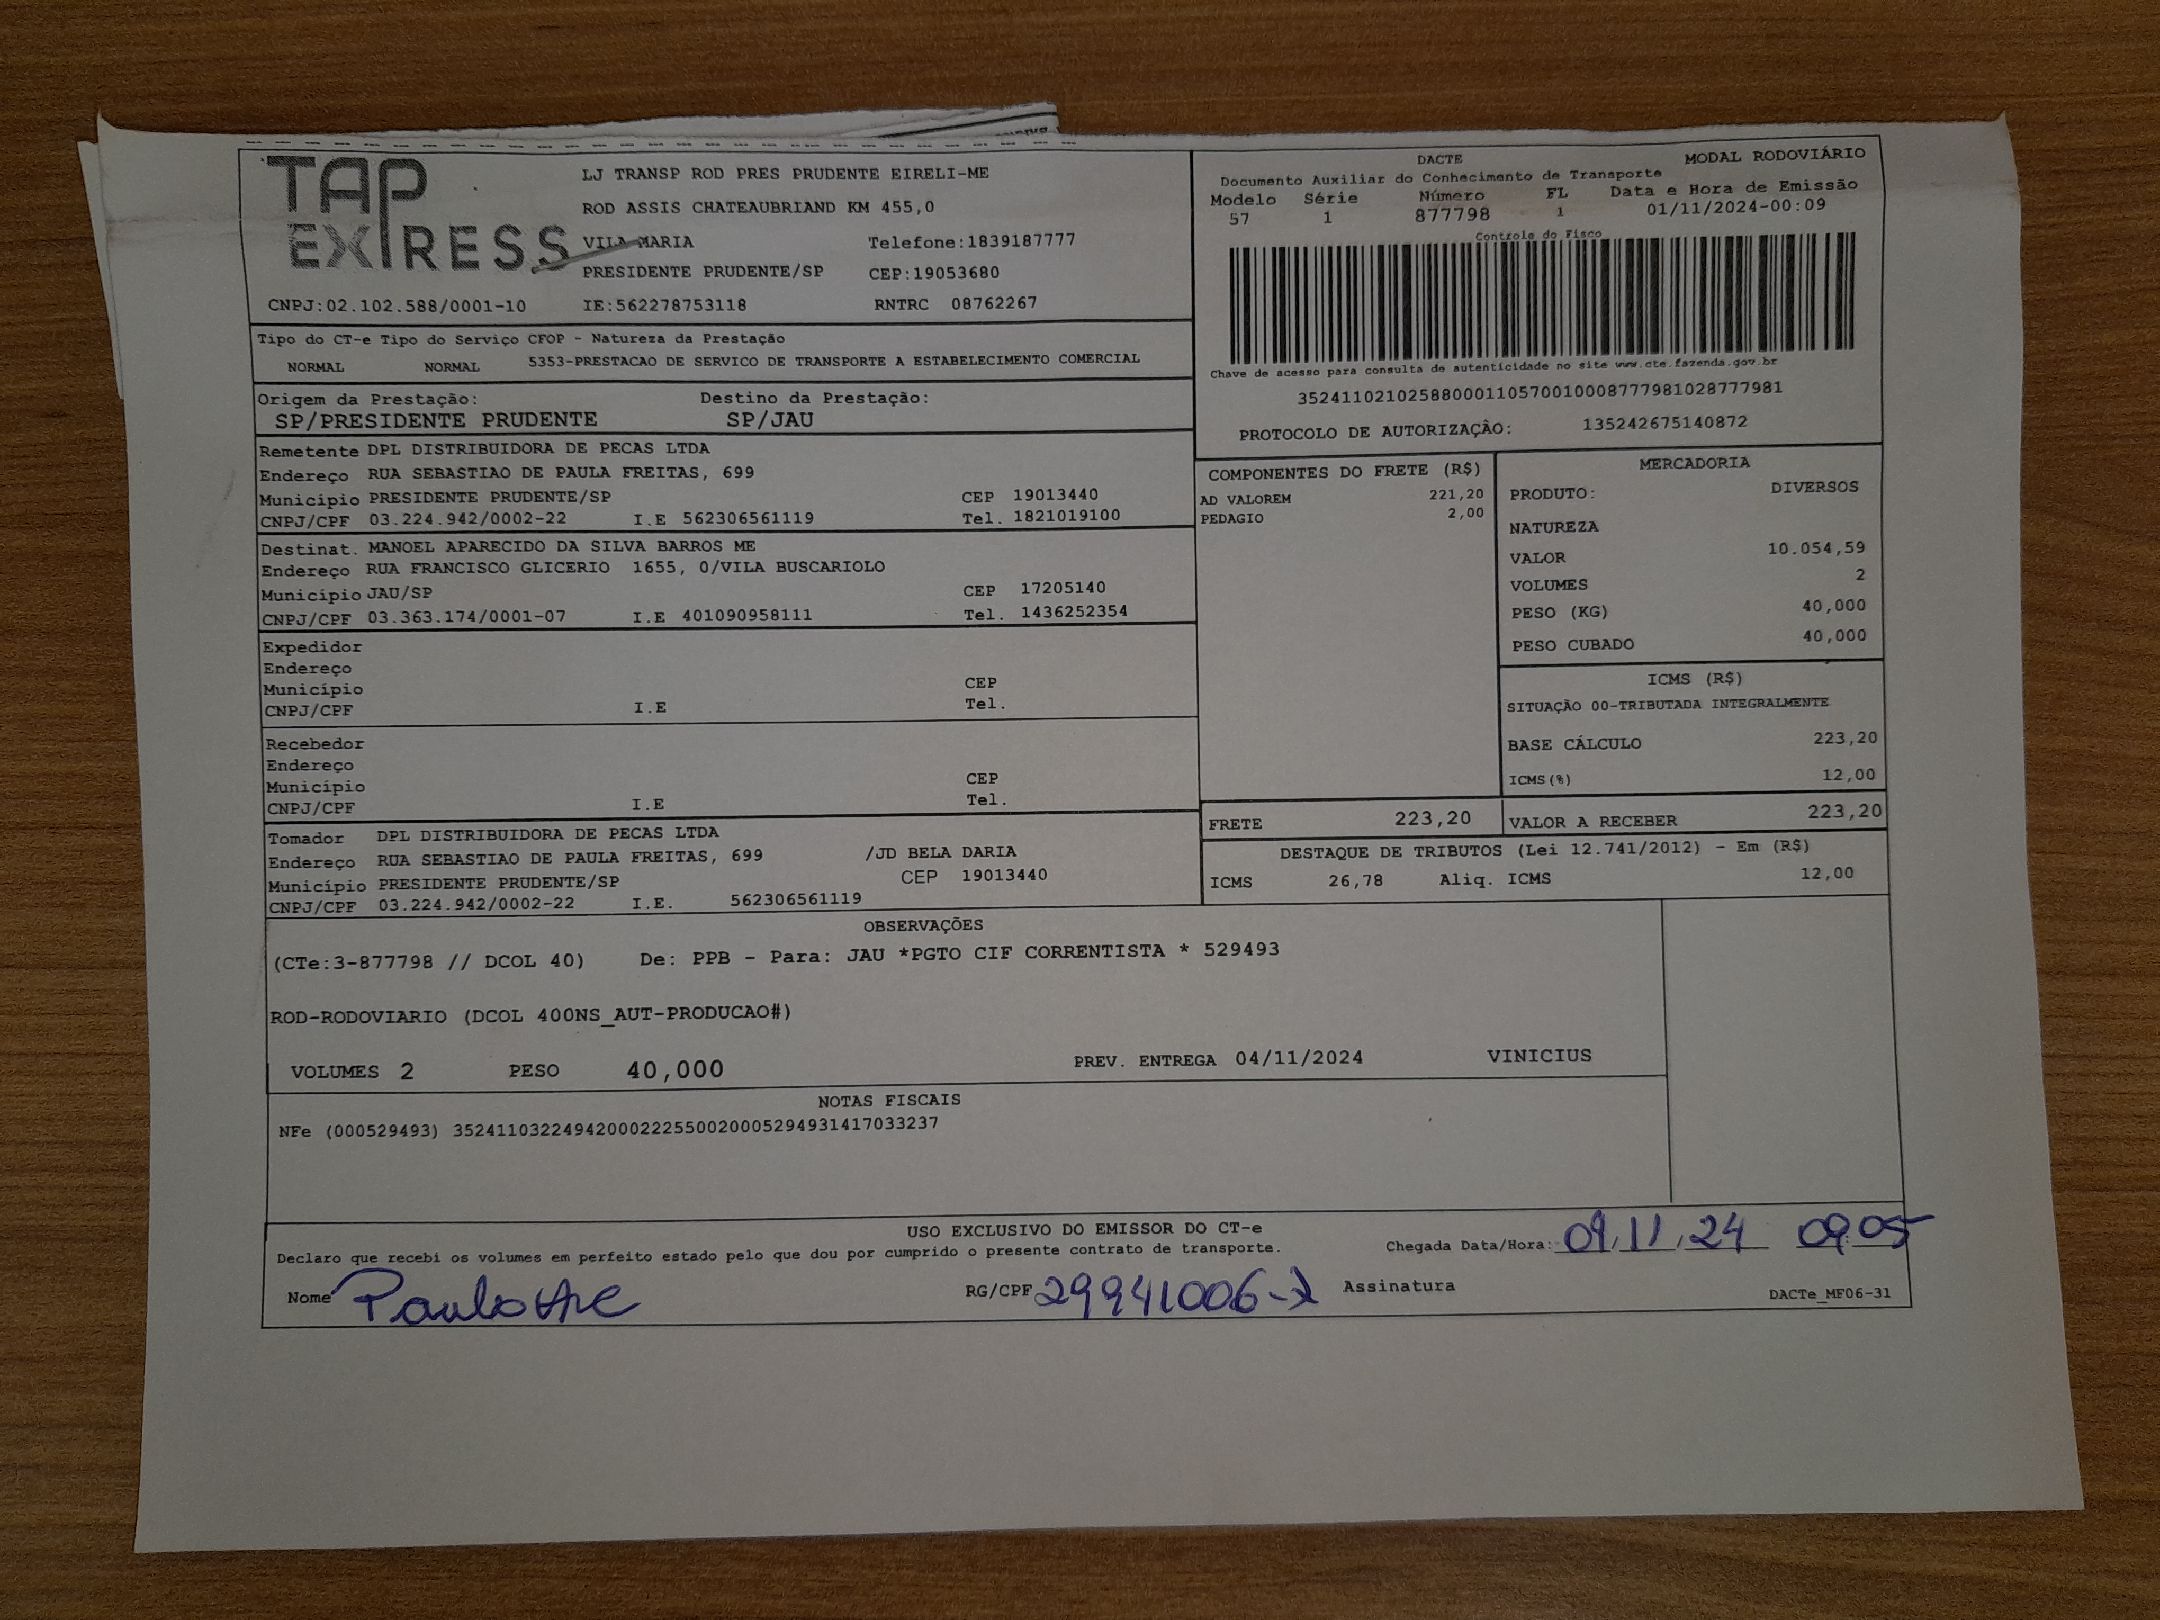 TAP EXPRESS
LJ TRANSP ROD PRES PRUDENTE EIRELI-ME
ROD ASSIS CHATEAUBRIAND KM 455,0
VILA MARIA Telefone:1839187777
PRESIDENTE PRUDENTE/SP CEP:19053680
CNPJ:02.102.588/0001-10 IE:562278753118 RNTRC 08762267
DACTE MODAL RODOVIÁRIO
Documento Auxiliar do Conhecimento de Transporte
Modelo Série Número FL Data e Hora de Emissão
57 1 877798 1 01/11/2024-00:09
Controle do Fisco
Chave de acesso para consulta de autenticidade no site www.cte.fazenda.gov.br
35241102102588000110570010008777981028777981
PROTOCOLO DE AUTORIZAÇÃO: 135242675140872
Tipo do CT-e Tipo do Serviço CFOP - Natureza da Prestação
NORMAL NORMAL 5353-PRESTACAO DE SERVICO DE TRANSPORTE A ESTABELECIMENTO COMERCIAL
Origem da Prestação: Destino da Prestação:
SP/PRESIDENTE PRUDENTE SP/JAU
Remetente DPL DISTRIBUIDORA DE PECAS LTDA
Endereço RUA SEBASTIAO DE PAULA FREITAS, 699
Município PRESIDENTE PRUDENTE/SP CEP 19013440
CNPJ/CPF 03.224.942/0002-22 I.E 562306561119 Tel. 1821019100
Destinat. MANOEL APARECIDO DA SILVA BARROS ME
Endereço RUA FRANCISCO GLICERIO 1655, 0/VILA BUSCARIOLO
Município JAU/SP CEP 17205140
CNPJ/CPF 03.363.174/0001-07 I.E 401090958111 Tel. 1436252354
Expedidor
Endereço
Município CEP
CNPJ/CPF I.E Tel.
Recebedor
Endereço
Município CEP
CNPJ/CPF I.E Tel.
Tomador DPL DISTRIBUIDORA DE PECAS LTDA
Endereço RUA SEBASTIAO DE PAULA FREITAS, 699 /JD BELA DARIA
Município PRESIDENTE PRUDENTE/SP CEP 19013440
CNPJ/CPF 03.224.942/0002-22 I.E. 562306561119
COMPONENTES DO FRETE (R$)
AD VALOREM 221,20
PEDAGIO 2,00
MERCADORIA
PRODUTO: DIVERSOS
NATUREZA
VALOR 10.054,59
VOLUMES 2
PESO (KG) 40,000
PESO CUBADO 40,000
ICMS (R$)
SITUAÇÃO 00-TRIBUTADA INTEGRALMENTE
BASE CÁLCULO 223,20
ICMS(%) 12,00
FRETE 223,20 VALOR A RECEBER 223,20
DESTAQUE DE TRIBUTOS (Lei 12.741/2012) - Em (R$)
ICMS 26,78 Aliq. ICMS 12,00
OBSERVAÇÕES
(CTe:3-877798 // DCOL 40) De: PPB - Para: JAU *PGTO CIF CORRENTISTA * 529493
ROD-RODOVIARIO (DCOL 400NS_AUT-PRODUCAO#)
VOLUMES 2 PESO 40,000 PREV. ENTREGA 04/11/2024 VINICIUS
NOTAS FISCAIS
NFe (000529493) 35241103224942000222550020005294931417033237
USO EXCLUSIVO DO EMISSOR DO CT-e
Declaro que recebi os volumes em perfeito estado pelo que dou por cumprido o presente contrato de transporte. Chegada Data/Hora: 11.24 09:05
Nome RG/CPF 29941006-2 Assinatura
DACTe_MF06-31